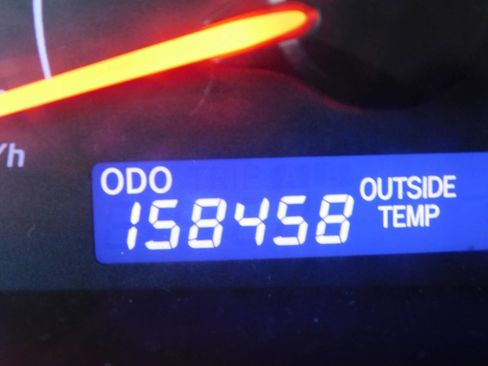 /h
ODO
OUTSIDE
158458
TEMP